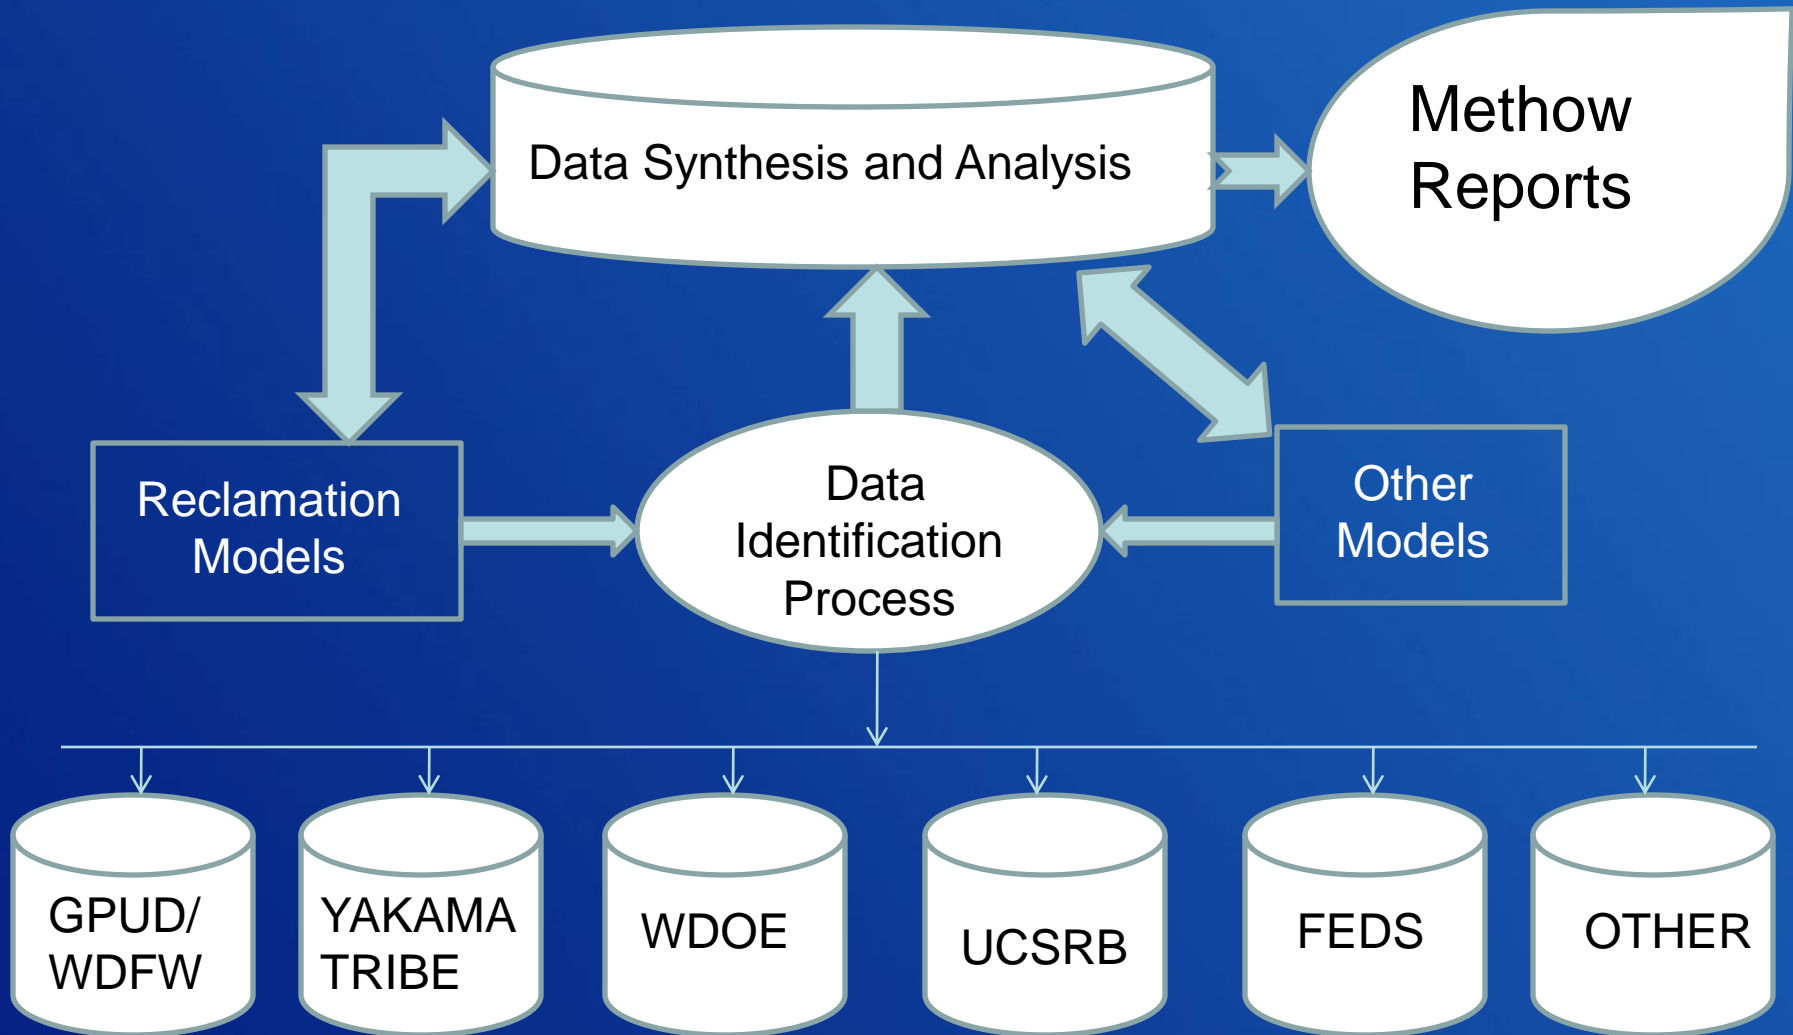 Data Synthesis and Analysis
Methow
Reports
Reclamation
Models
Data
Identification
Process
Other
Models
GPUD/
WDFW
YAKAMA
TRIBE
WDOE
UCSRB
FEDS
OTHER